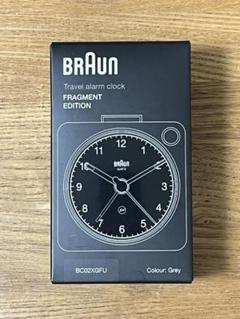 BRAUN
Travel alarm clock
FRAGMENT
EDITION
12
11
1
10
2
BRAUN
QUARTZ
9
3
8
4
7
5
6
BC02XGFU
Colour: Grey